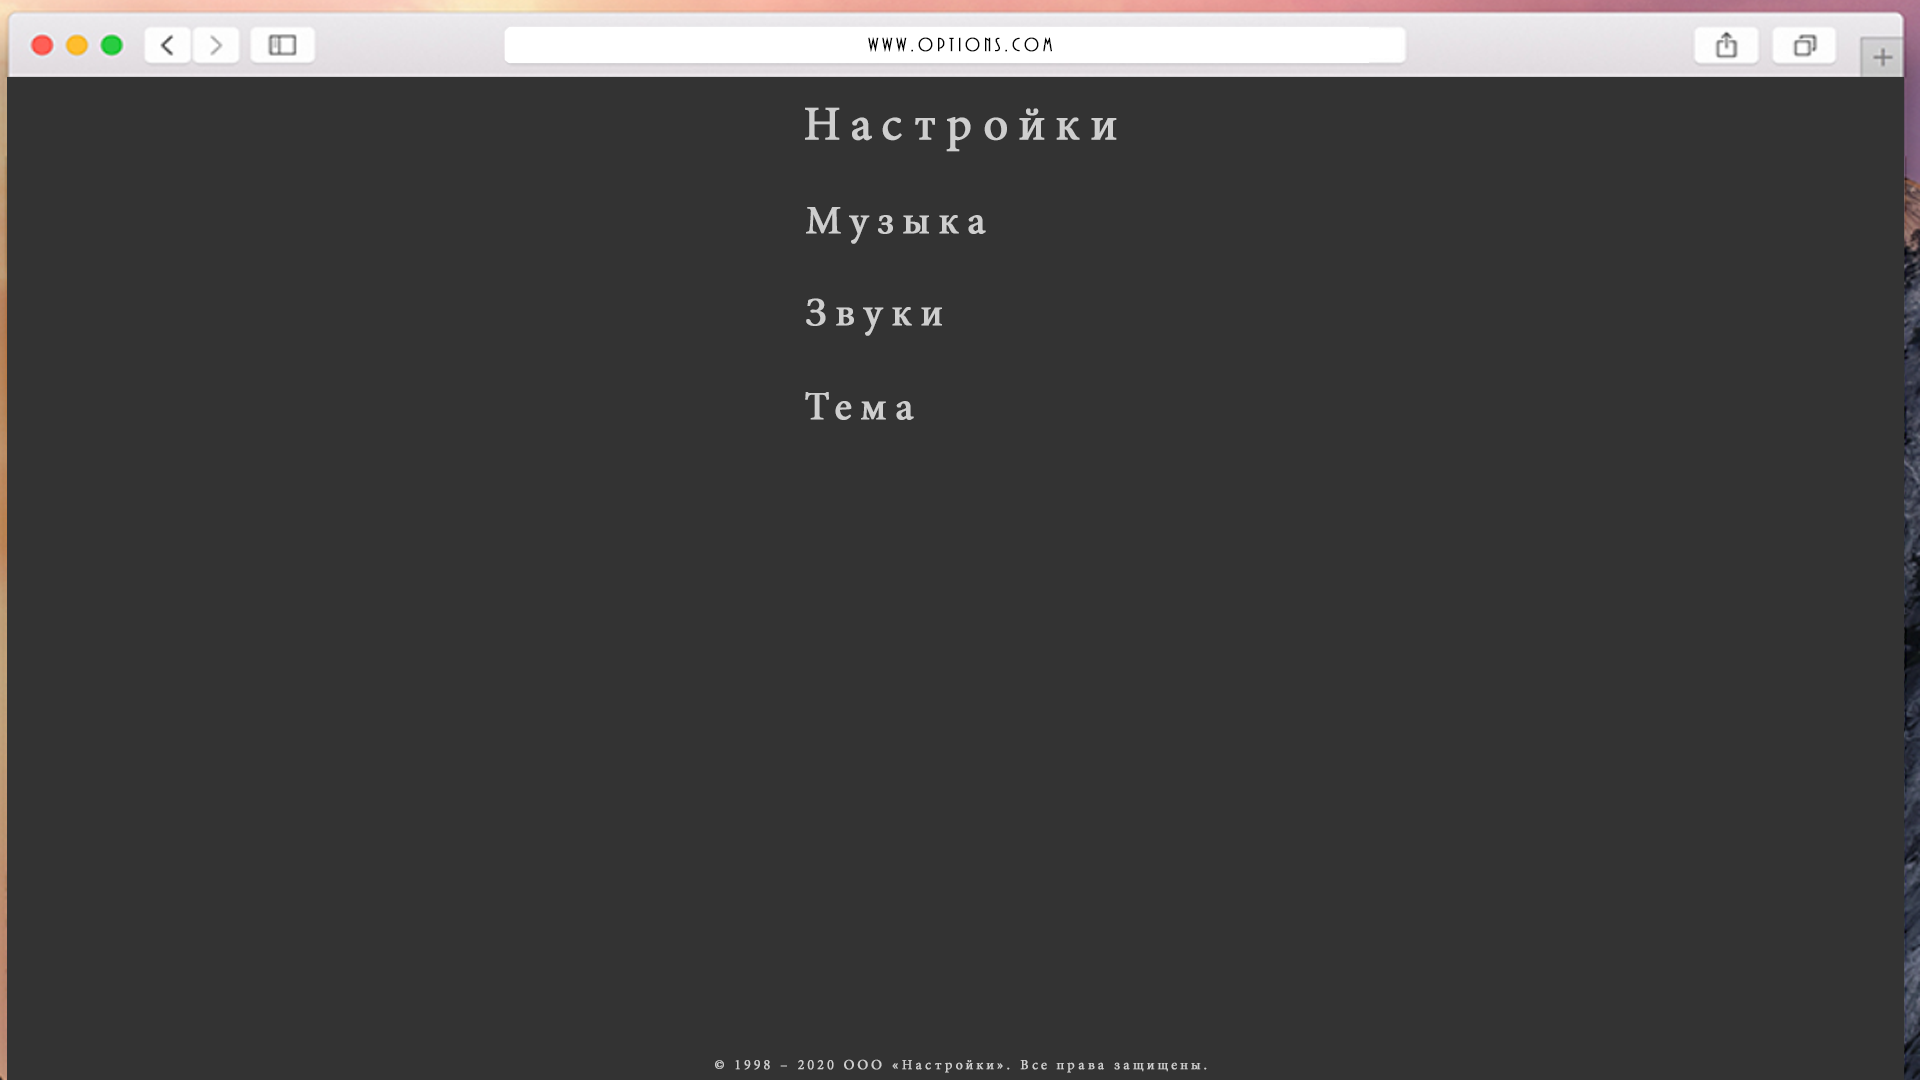 WWW.OPTIONS.COM
Настройки
Музыка
Звуки
Тема
© 1998 – 2020 ООО «Настройки». Все права защищены.